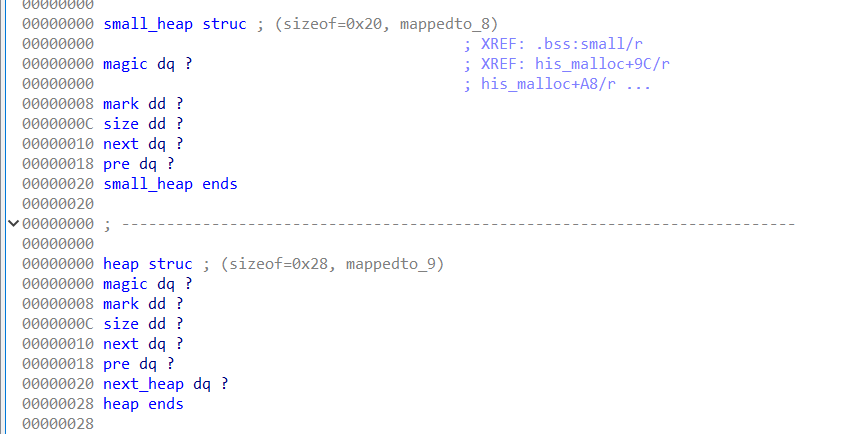 00000000
00000000 small_heap struc ; (sizeof=0x20, mappedto_8)
00000000 ; XREF: .bss:small/r
00000000 magic dq ? ; XREF: his_malloc+9C/r
00000000 ; his_malloc+A8/r ...
00000008 mark dd ?
0000000C size dd ?
00000010 next dq ?
00000018 pre dq ?
00000020 small_heap ends
00000020
00000000 ; ---------------------------------------------------------------------------
00000000
00000000 heap struc ; (sizeof=0x28, mappedto_9)
00000000 magic dq ?
00000008 mark dd ?
0000000C size dd ?
00000010 next dq ?
00000018 pre dq ?
00000020 next_heap dq ?
00000028 heap ends
00000028